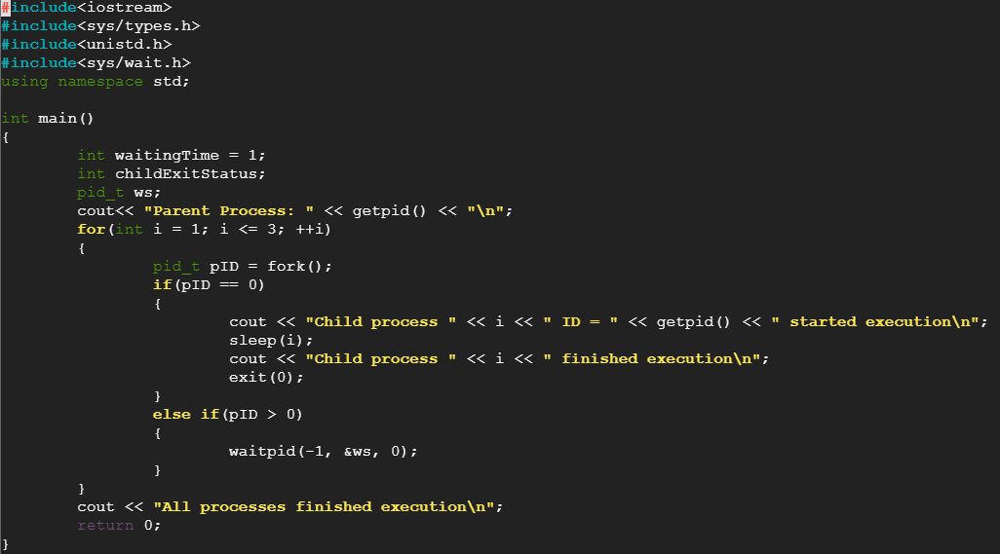 #include<iostream>
#include<sys/types.h>
#include<unistd.h>
#include<sys/wait.h>
using namespace std;

int main()
{
        int waitingTime = 1;
        int childExitStatus;
        pid_t ws;
        cout<< "Parent Process: " << getpid() << "\n";
        for(int i = 1; i <= 3; ++i)
        {
                pid_t pID = fork();
                if(pID == 0)
                {
                        cout << "Child process " << i << " ID = " << getpid() << " started execution\n";
                        sleep(i);
                        cout << "Child process " << i << " finished execution\n";
                        exit(0);
                }
                else if(pID > 0)
                {
                        waitpid(-1, &ws, 0);
                }
        }
        cout << "All processes finished execution\n";
        return 0;
}